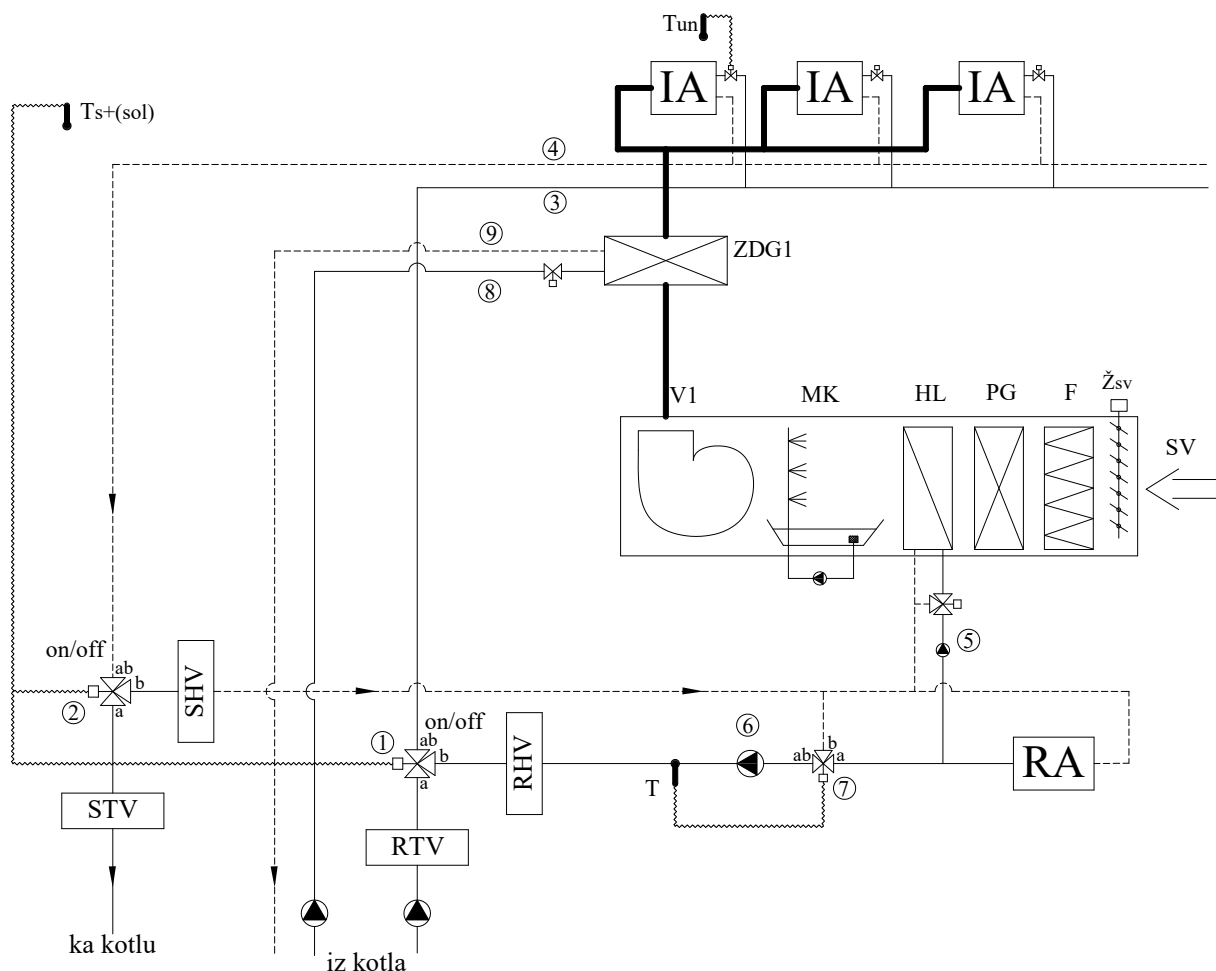 Tun
IA IA IA
Ts+(sol)
④
③
⑨
ZDG1
⑧
V1 MK HL PG F Žsv
SV
on/off
ab
b
a
②
SHV
⑤
on/off
①
ab
b
a
RHV
⑥
ab
b
a
⑦
T
RA
STV
RTV
ka kotlu
iz kotla